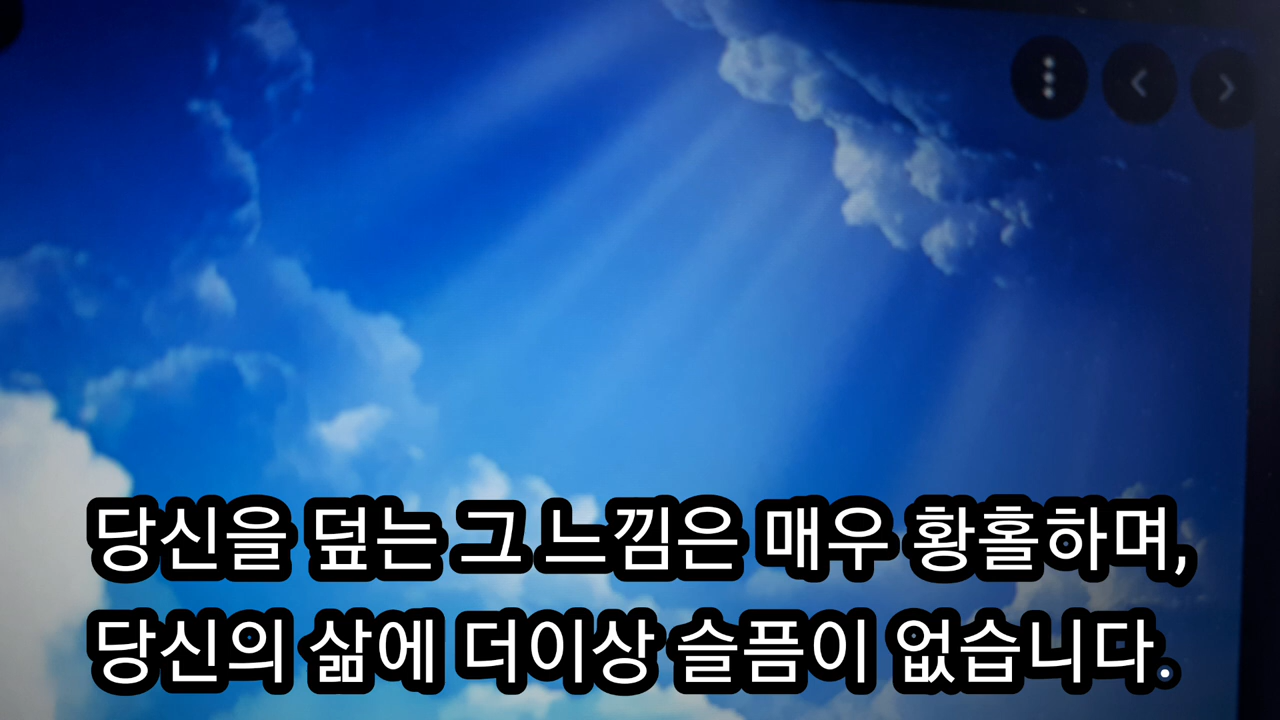 당신을 덮는 그 느낌은 매우 황홀하며,
당신의 삶에 더이상 슬픔이 없습니다.